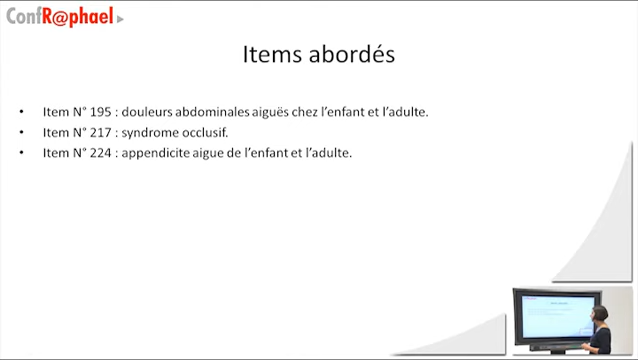 ConfR@phael
Items abordés
• Item N° 195 : douleurs abdominales aiguës chez l'enfant et l'adulte.
• Item N° 217 : syndrome occlusif.
• Item N° 224 : appendicite aigue de l'enfant et l'adulte.